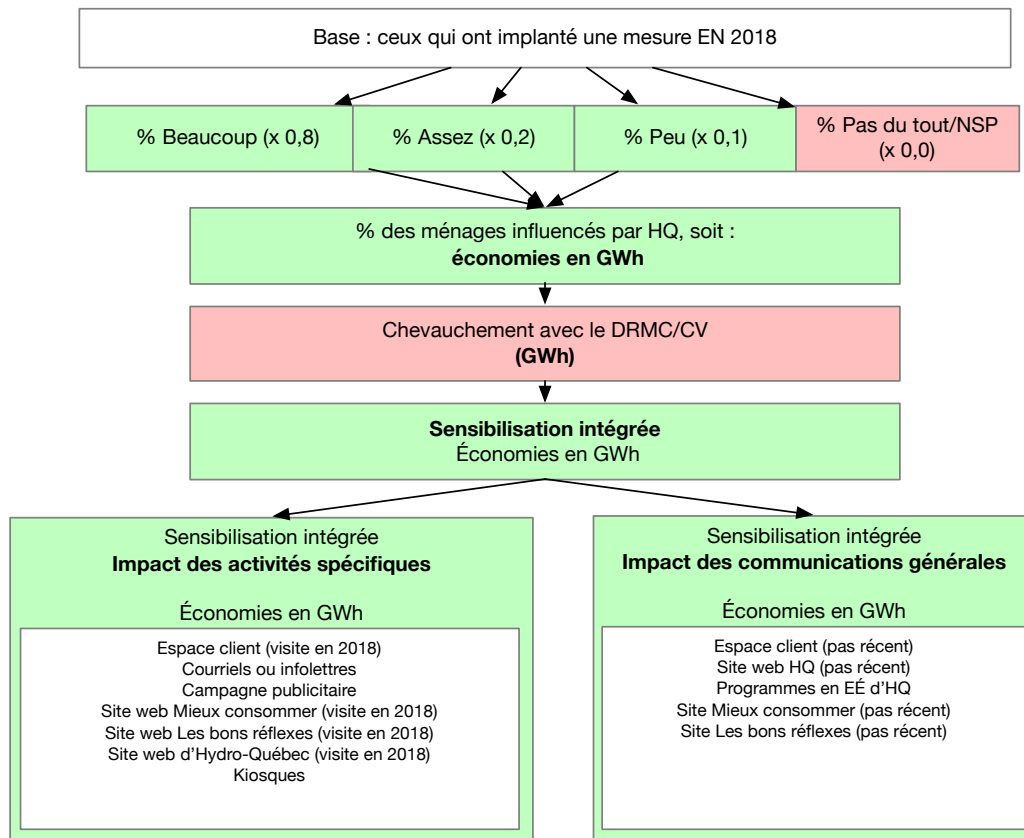 Base : ceux qui ont implanté une mesure EN 2018
% Beaucoup (x 0,8)
% Assez (x 0,2)
% Peu (x 0,1)
% Pas du tout/NSP
(x 0,0)
% des ménages influencés par HQ, soit :
économies en GWh
Chevauchement avec le DRMC/CV
(GWh)
Sensibilisation intégrée
Économies en GWh
Sensibilisation intégrée
Impact des activités spécifiques
Économies en GWh
Espace client (visite en 2018)
Courriels ou infolettres
Campagne publicitaire
Site web Mieux consommer (visite en 2018)
Site web Les bons réflexes (visite en 2018)
Site web d'Hydro-Québec (visite en 2018)
Kiosques
Sensibilisation intégrée
Impact des communications générales
Économies en GWh
Espace client (pas récent)
Site web HQ (pas récent)
Programmes en EÉ d'HQ
Site Mieux consommer (pas récent)
Site Les bons réflexes (pas récent)